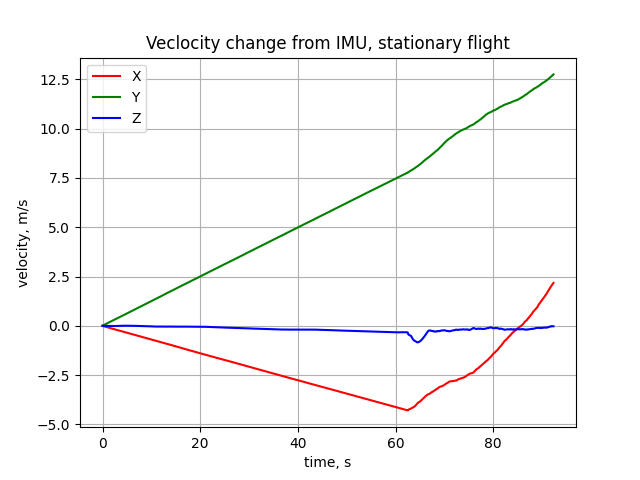 Veclocity change from IMU, stationary flight
X
Y
Z
12.5
10.0
7.5
5.0
2.5
0.0
−2.5
−5.0
velocity, m/s
0 20 40 60 80
time, s